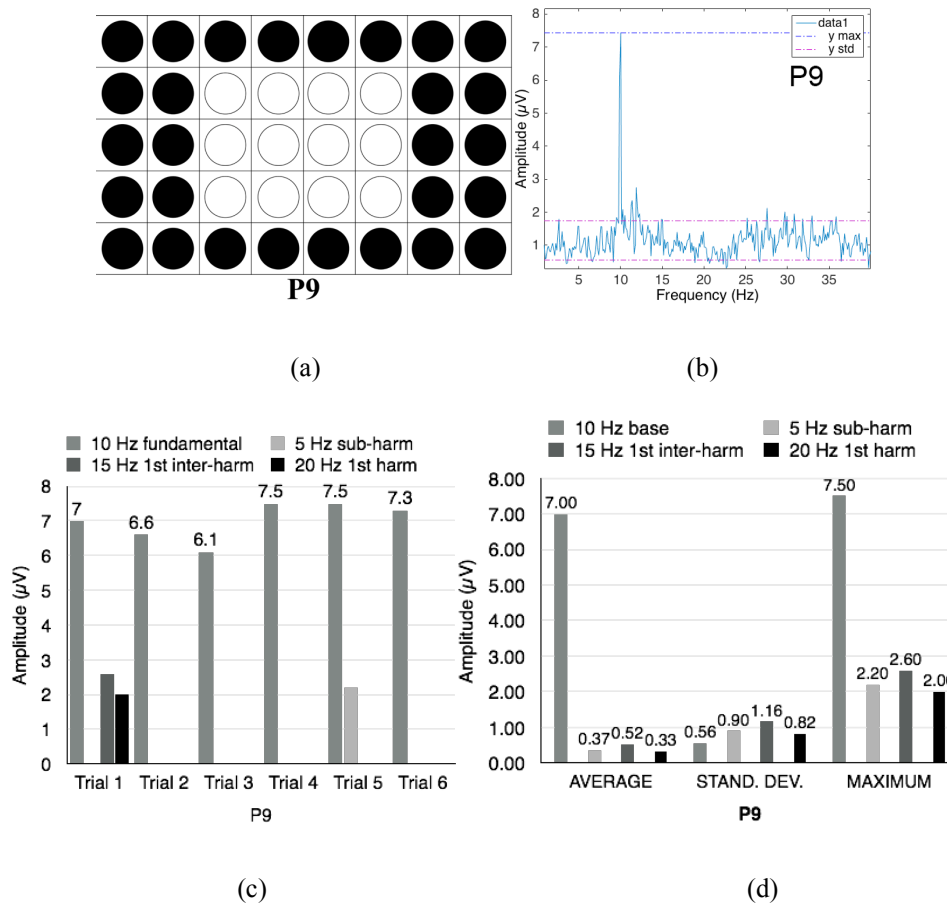 P9
(a)
Amplitude (µV)
8
7
6
5
4
3
2
1
5 10 15 20 25 30 35
Frequency (Hz)
data1
y max
y std
P9
(b)
10 Hz fundamental 5 Hz sub-harm
15 Hz 1st inter-harm 20 Hz 1st harm
Amplitude (µV)
8
7
6
5
4
3
2
1
0
7 6.6 6.1 7.5 7.5 7.3
Trial 1 Trial 2 Trial 3 Trial 4 Trial 5 Trial 6
P9
(c)
10 Hz base 5 Hz sub-harm
15 Hz 1st inter-harm 20 Hz 1st harm
Amplitude (µV)
8.00
7.00
6.00
5.00
4.00
3.00
2.00
1.00
0.00
7.00 0.37 0.52 0.33
0.56 0.90 1.16 0.82
7.50 2.20 2.60 2.0
AVERAGE STAND. DEV. MAXIMUM
P9
(d)